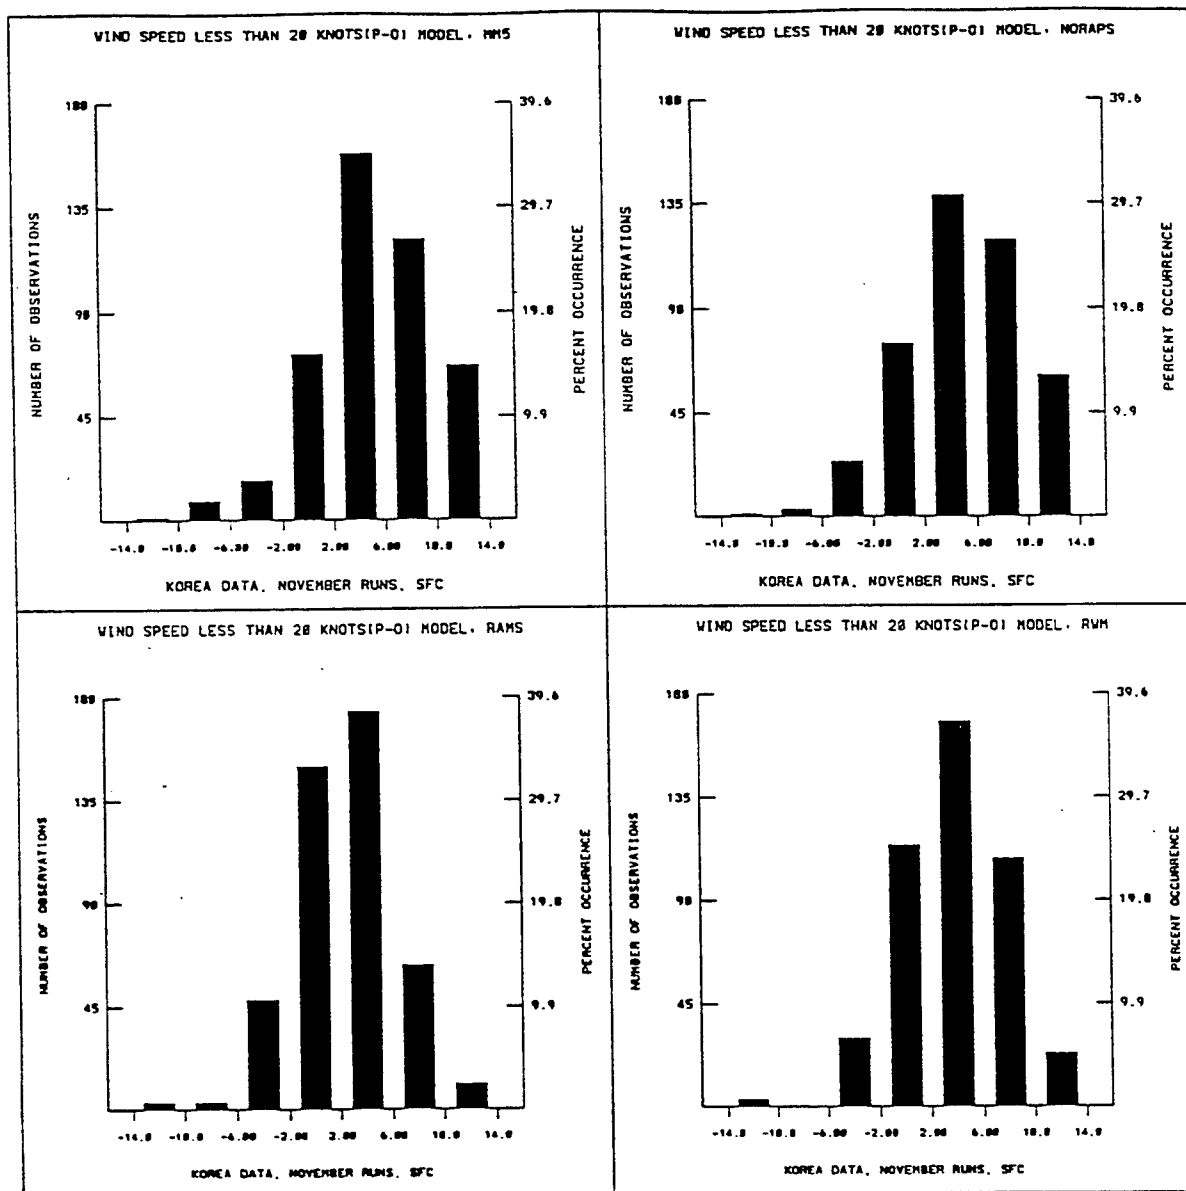 WIND SPEED LESS THAN 20 KNOTS(P-O) MODEL, MM5
180
135
90
45
NUMBER OF OBSERVATIONS
39.6
29.7
19.8
9.9
PERCENT OCCURRENCE
-14.0 -10.0 -6.00 -2.00 2.00 6.00 10.0 14.0
KOREA DATA, NOVEMBER RUNS, SFC
WIND SPEED LESS THAN 20 KNOTS(P-O) MODEL, NORAPS
180
135
90
45
NUMBER OF OBSERVATIONS
39.6
29.7
19.8
9.9
PERCENT OCCURRENCE
-14.0 -10.0 -6.00 -2.00 2.00 6.00 10.0 14.0
KOREA DATA, NOVEMBER RUNS, SFC
WIND SPEED LESS THAN 20 KNOTS(P-O) MODEL, RAMS
180
135
90
45
NUMBER OF OBSERVATIONS
39.6
29.7
19.8
9.9
PERCENT OCCURRENCE
-14.0 -10.0 -6.00 -2.00 2.00 6.00 10.0 14.0
KOREA DATA, NOVEMBER RUNS, SFC
WIND SPEED LESS THAN 20 KNOTS(P-O) MODEL, RWM
180
135
90
45
NUMBER OF OBSERVATIONS
39.6
29.7
19.8
9.9
PERCENT OCCURRENCE
-14.0 -10.0 -6.00 -2.00 2.00 6.00 10.0 14.0
KOREA DATA, NOVEMBER RUNS, SFC